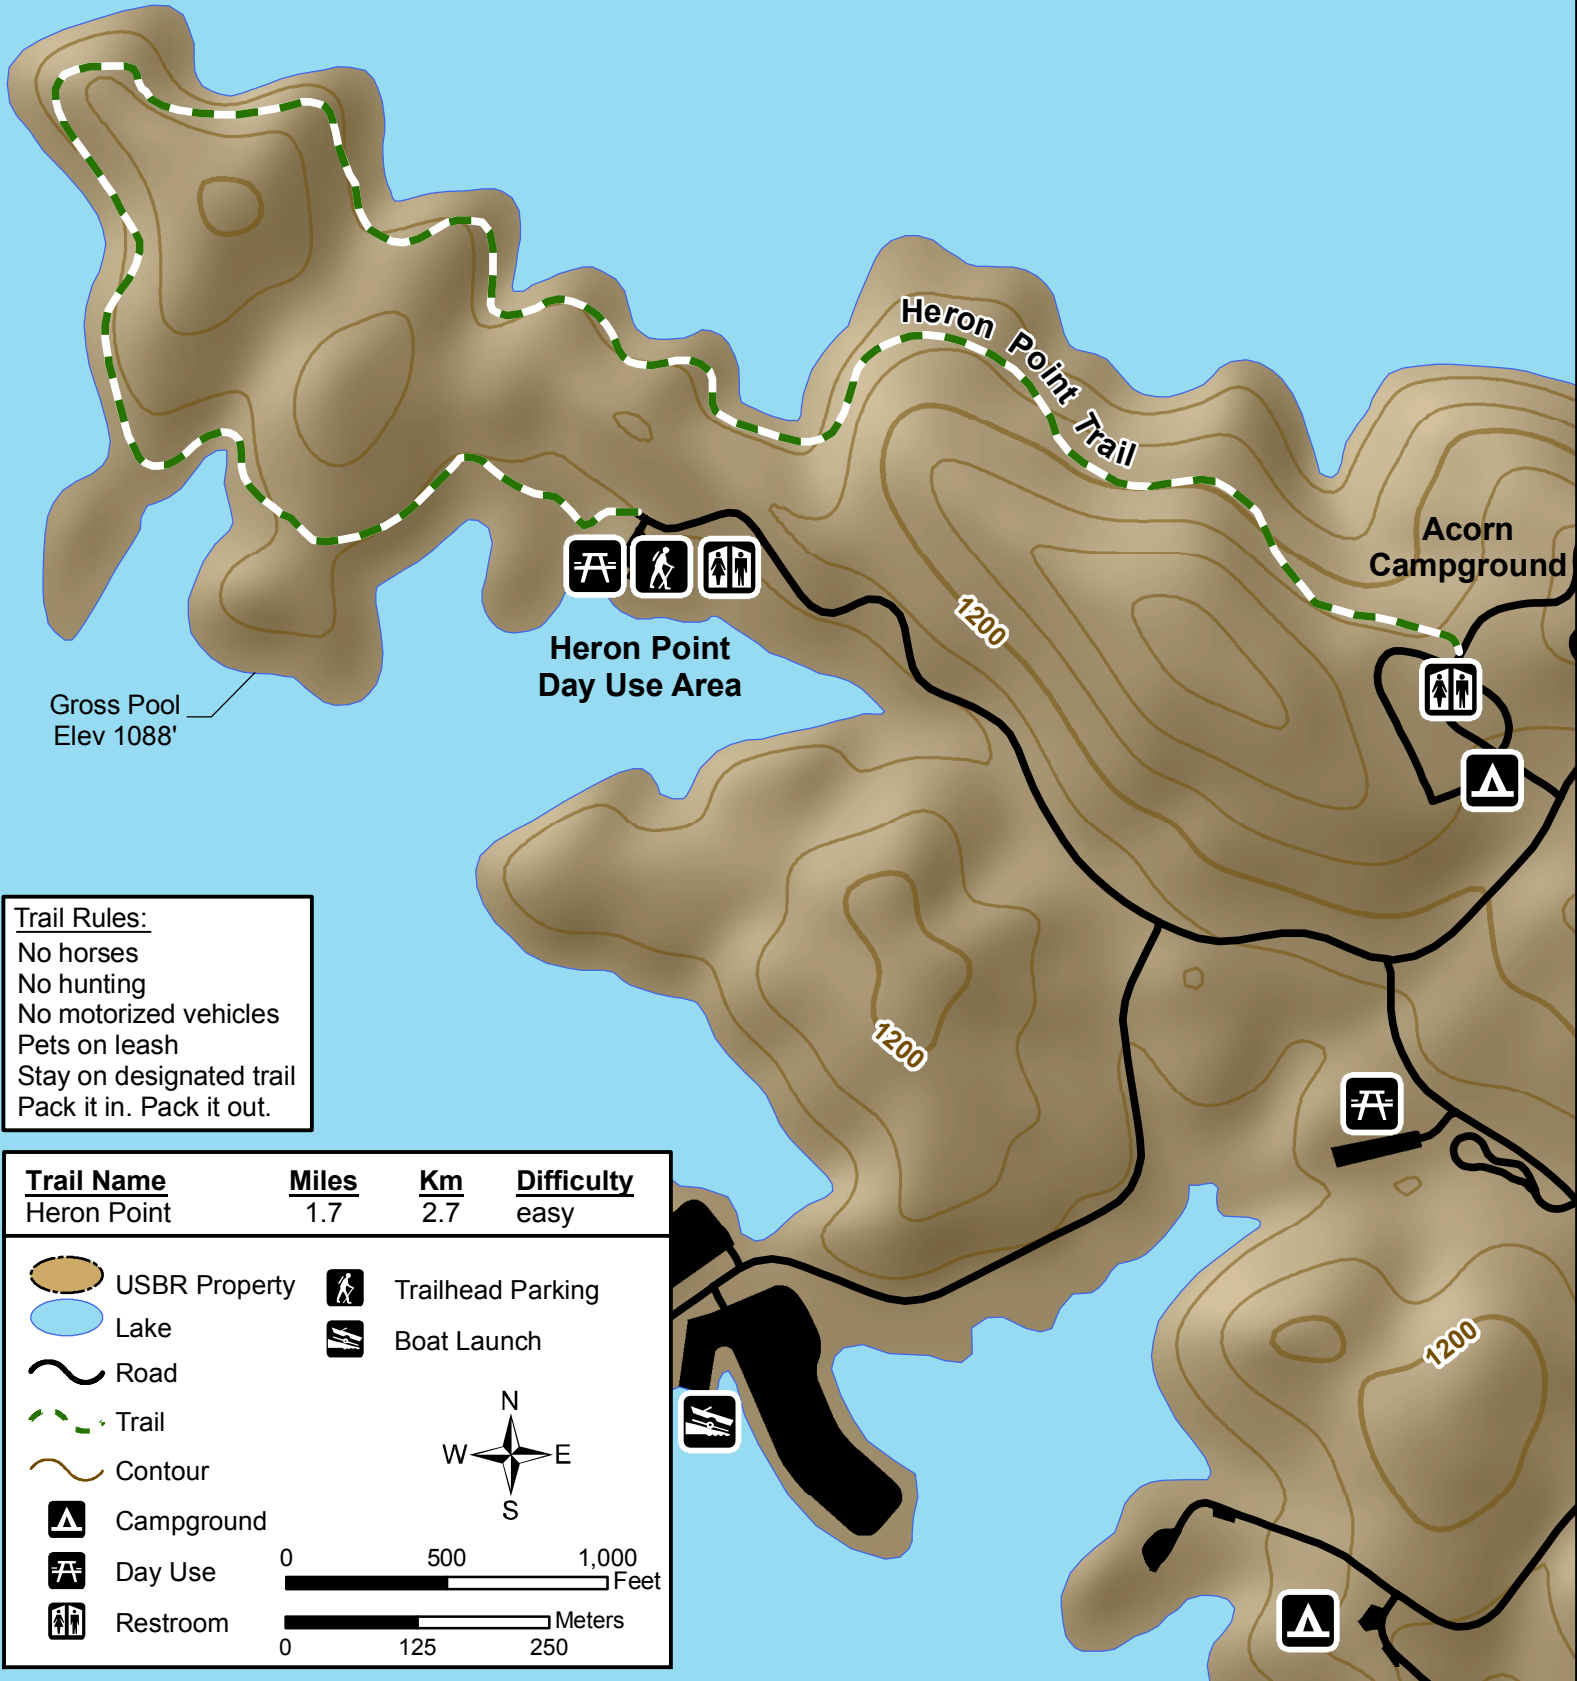 Heron Point Trail
Acorn
Campground
1200
Heron Point
Day Use Area
Gross Pool
Elev 1088'
Trail Rules:
No horses
No hunting
No motorized vehicles
Pets on leash
Stay on designated trail
Pack it in. Pack it out.
1200
Trail Name Miles Km Difficulty
Heron Point 1.7 2.7 easy
USBR Property
Lake
Road
Trail
Contour
Campground
Day Use
Restroom
Trailhead Parking
Boat Launch
N
W E
S
0 500 1,000
Feet
Meters
0 125 250
1200